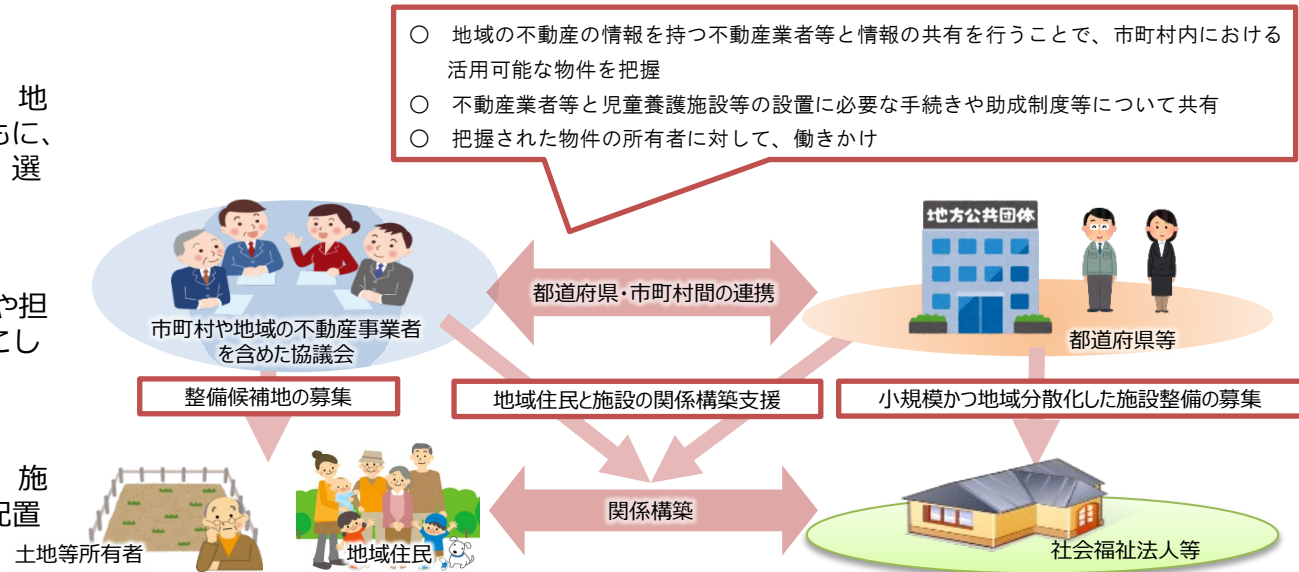 ○　地域の不動産の情報を持つ不動産業者等と情報の共有を行うことで、市町村内における
活用可能な物件を把握
○　不動産業者等と児童養護施設等の設置に必要な手続きや助成制度等について共有
○　把握された物件の所有者に対して、働きかけ
地
もに、
選
や担
こし
施
配置
地方公共団体
都道府県・市町村間の連携
市町村や地域の不動産事業者
を含めた協議会
都道府県等
整備候補地の募集
地域住民と施設の関係構築支援
小規模かつ地域分散化した施設整備の募集
関係構築
土地等所有者
地域住民
社会福祉法人等